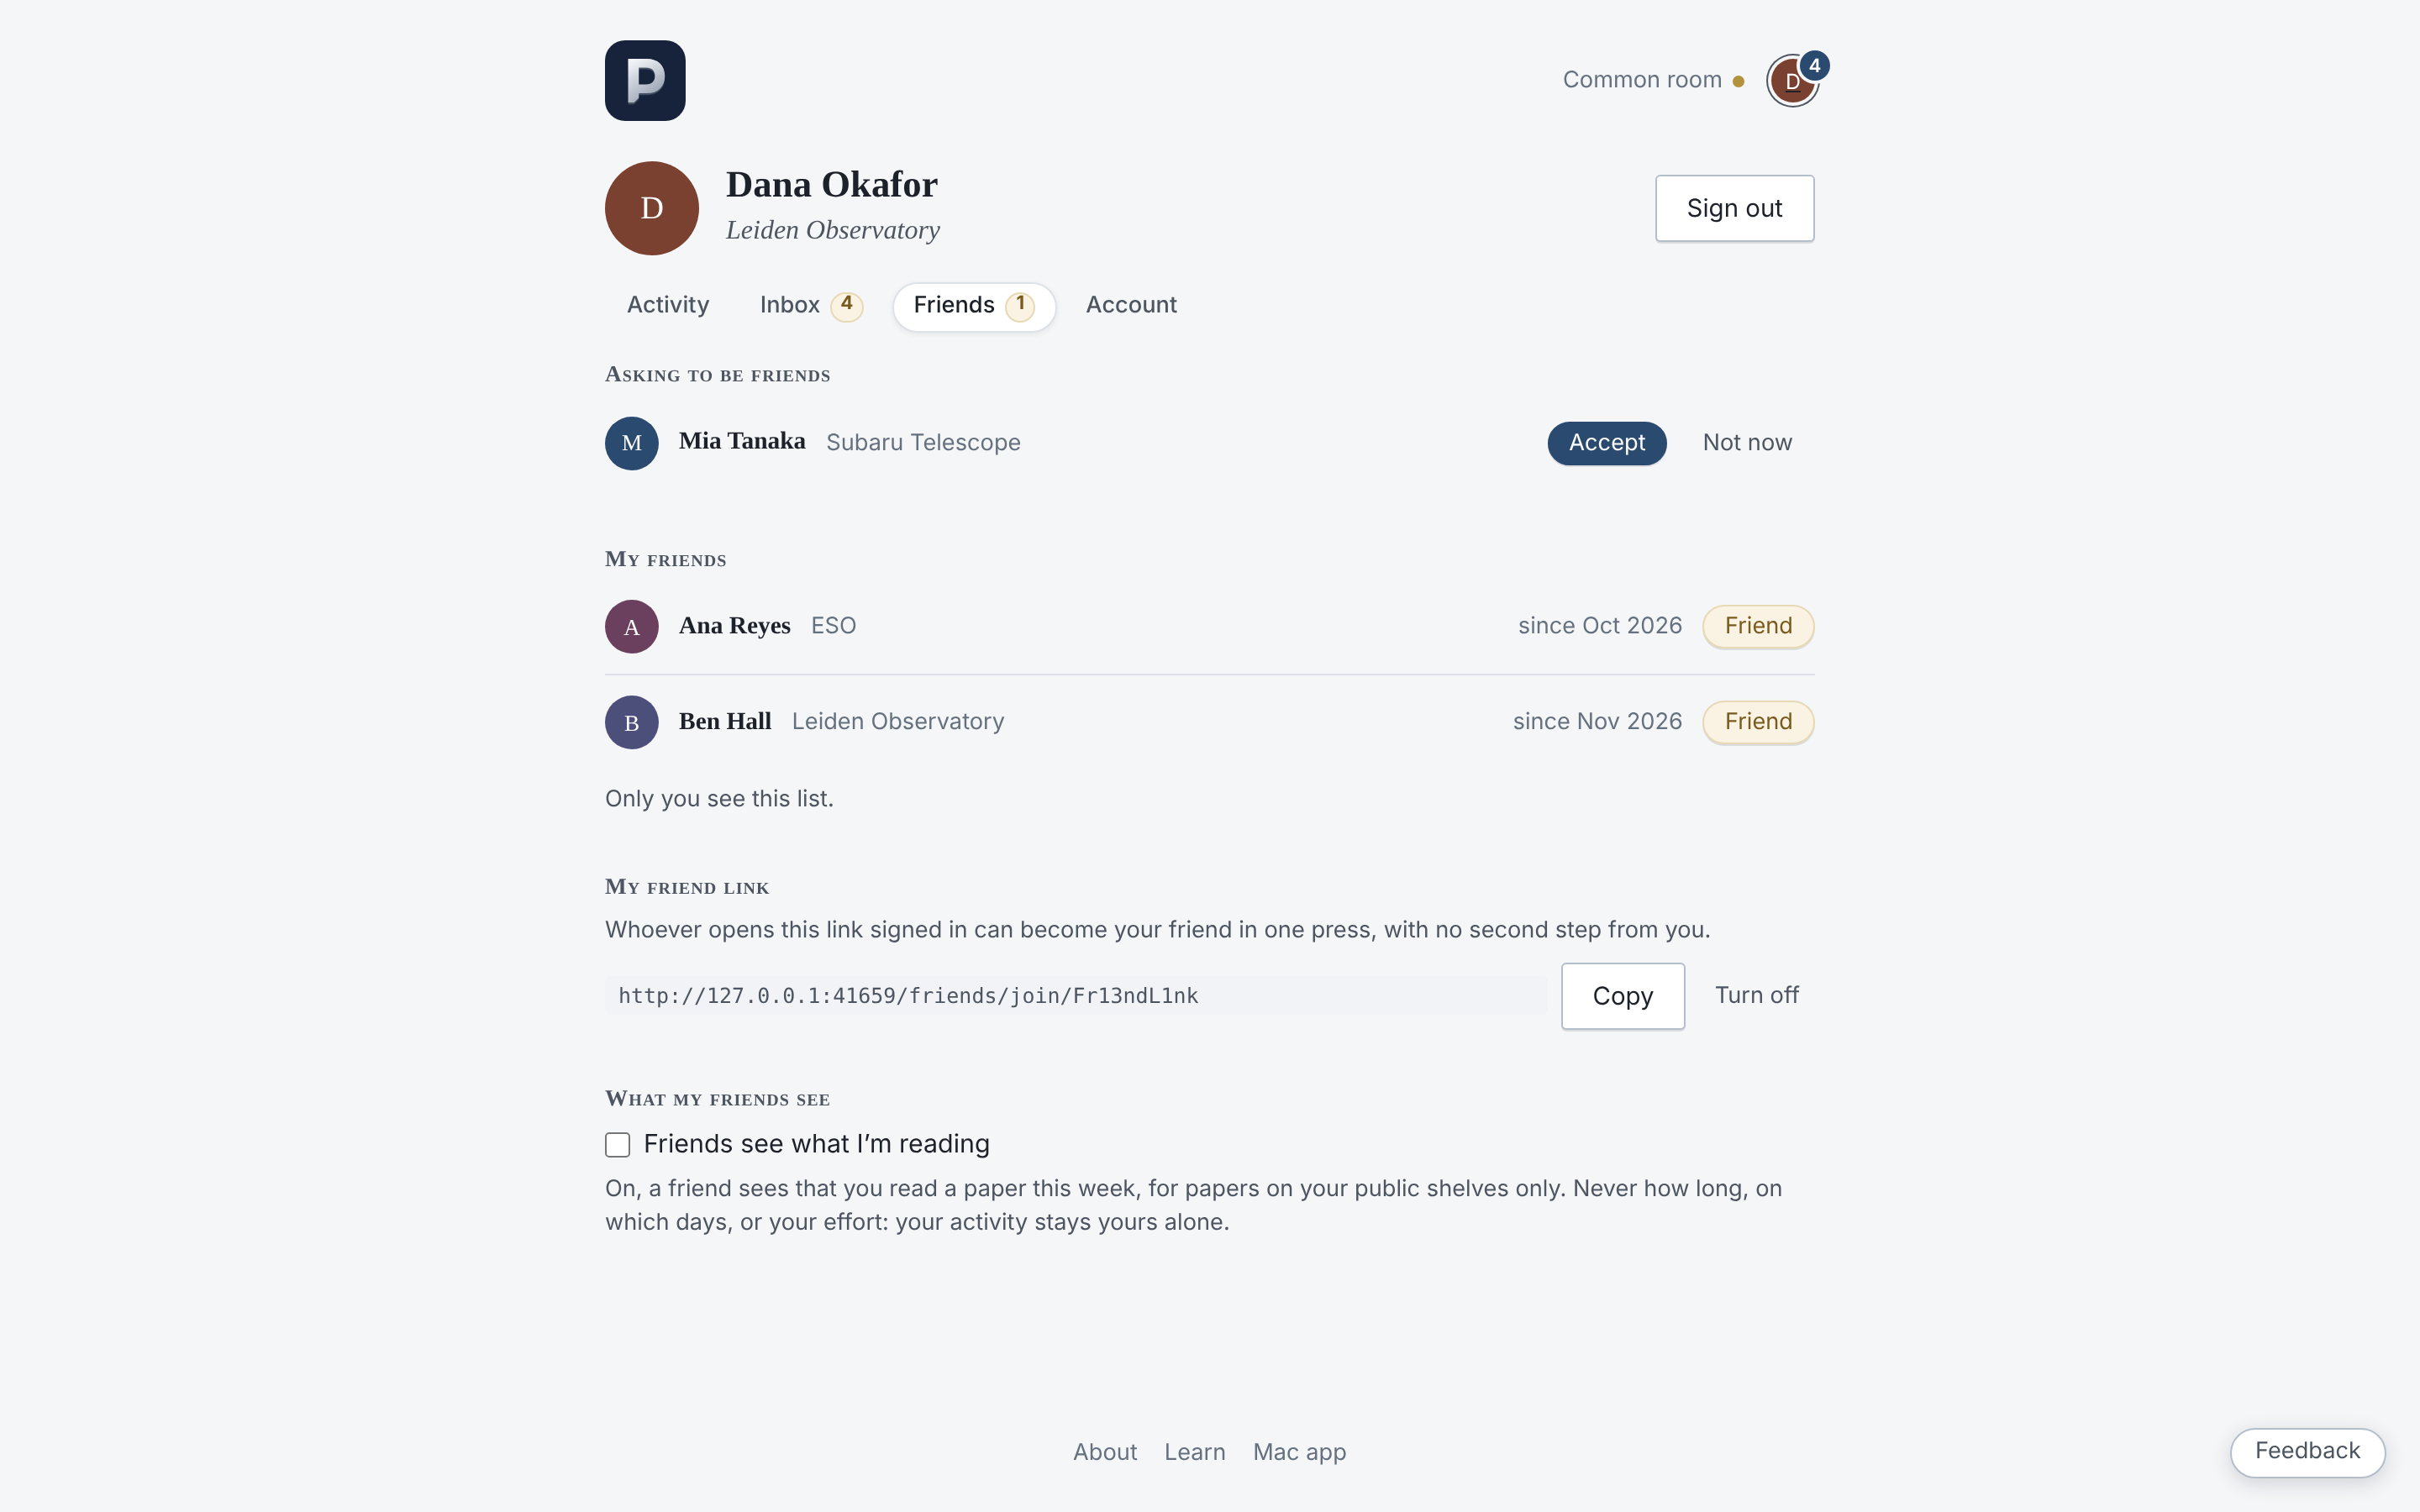 P
Common room
D
4
D
Dana Okafor
Leiden Observatory
Sign out
Activity
Inbox 4
Friends 1
Account
Asking to be friends
M
Mia Tanaka Subaru Telescope
Accept
Not now
My friends
A
Ana Reyes ESO
since Oct 2026
Friend
B
Ben Hall Leiden Observatory
since Nov 2026
Friend
Only you see this list.
My friend link
Whoever opens this link signed in can become your friend in one press, with no second step from you.
http://127.0.0.1:41659/friends/join/Fr13ndL1nk
Copy
Turn off
What my friends see
Friends see what I’m reading
On, a friend sees that you read a paper this week, for papers on your public shelves only. Never how long, on
which days, or your effort: your activity stays yours alone.
About
Learn
Mac app
Feedback